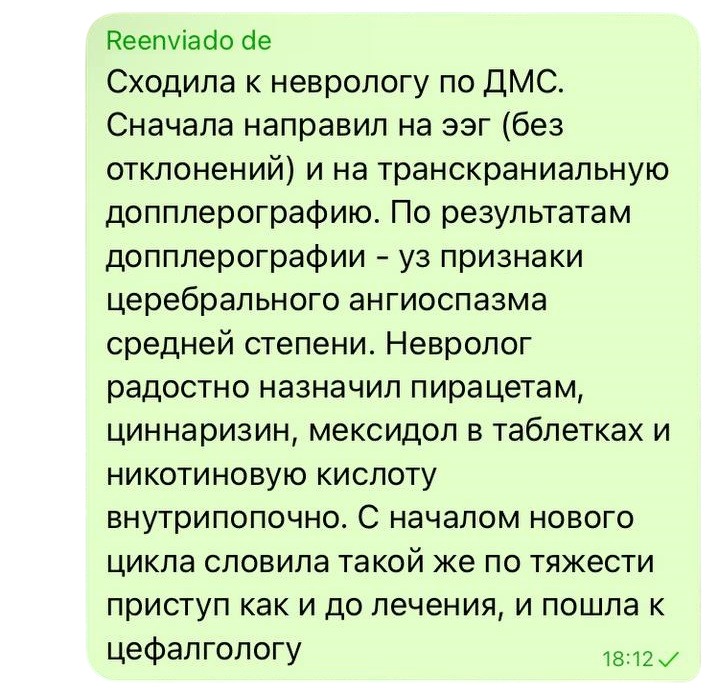 Reenviado de
Сходила к неврологу по ДМС.
Сначала направил на ээг (без
отклонений) и на транскраниальную
допплерографию. По результатам
допплерографии - уз признаки
церебрального ангиоспазма
средней степени. Невролог
радостно назначил пирацетам,
циннаризин, мексидол в таблетках и
никотиновую кислоту
внутрипопочно. С началом нового
цикла словила такой же по тяжести
приступ как и до лечения, и пошла к
цефалгологу
18:12